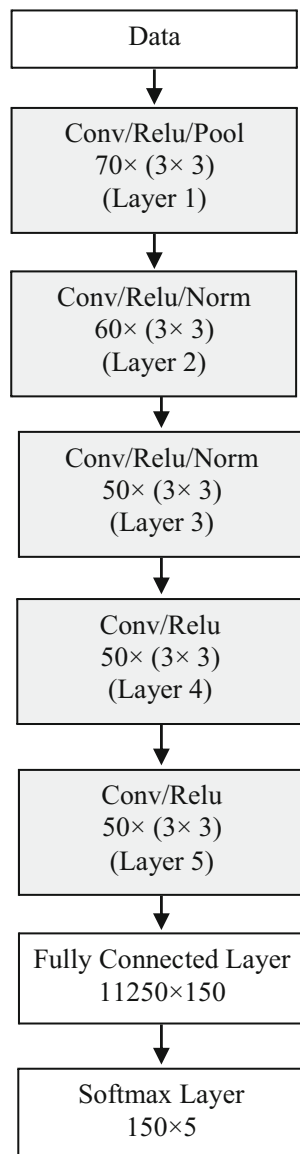 Data
Conv/Relu/Pool
70× (3× 3)
(Layer 1)
Conv/Relu/Norm
60× (3× 3)
(Layer 2)
Conv/Relu/Norm
50× (3× 3)
(Layer 3)
Conv/Relu
50× (3× 3)
(Layer 4)
Conv/Relu
50× (3× 3)
(Layer 5)
Fully Connected Layer
11250×150
Softmax Layer
150×5